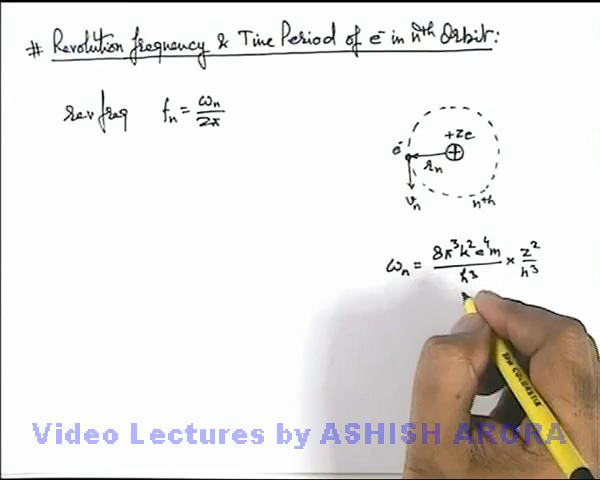 # Revolution frequency & Time Period of e⁻ in nᵗʰ Orbit:
rev freq fₙ = ωₙ/2π
+ze
e⁻
rₙ
vₙ
nth
ωₙ = 8π³k²e⁴m/h³ × z²/n³
Video Lectures by ASHISH ARORA